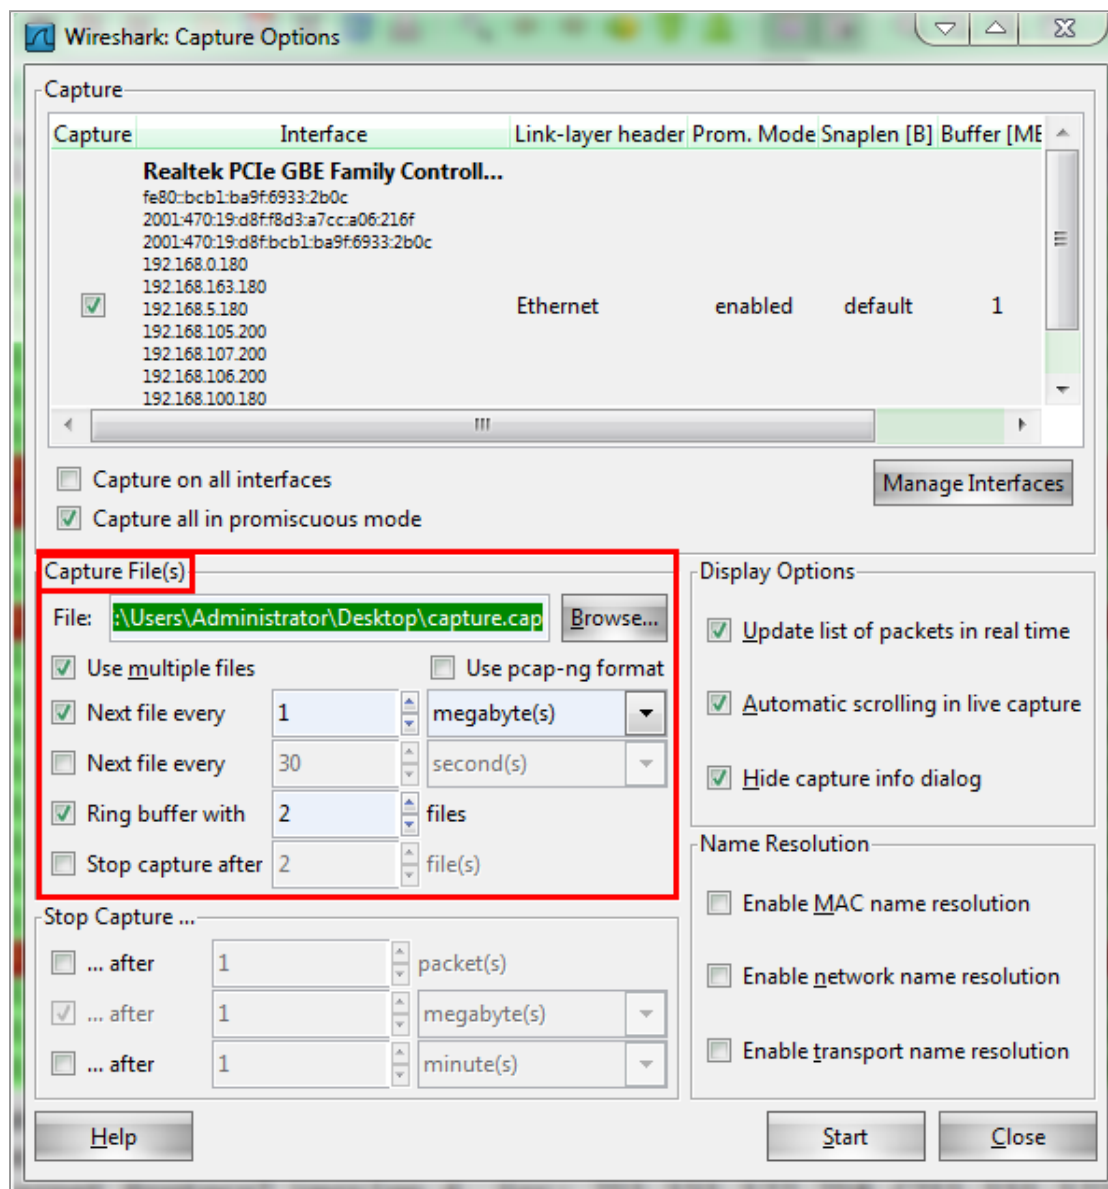 Wireshark: Capture Options
Capture
Capture Interface Link-layer header Prom. Mode Snaplen [B] Buffer [ME
Realtek PCIe GBE Family Controll...
fe80::bcb1:ba9f:6933:2b0c
2001:470:19:d8f:f8d3:a7cc:a06:216f
2001:470:19:d8f:bcb1:ba9f:6933:2b0c
192.168.0.180
192.168.163.180
192.168.5.180 Ethernet enabled default 1
192.168.105.200
192.168.107.200
192.168.106.200
192.168.100.180
Capture on all interfaces
Manage Interfaces
Capture all in promiscuous mode
Capture File(s)
File: :\Users\Administrator\Desktop\capture.cap Browse...
Use multiple files Use pcap-ng format
Next file every 1 megabyte(s)
Next file every 30 second(s)
Ring buffer with 2 files
Stop capture after 2 file(s)
Display Options
Update list of packets in real time
Automatic scrolling in live capture
Hide capture info dialog
Stop Capture ...
... after 1 packet(s)
... after 1 megabyte(s)
... after 1 minute(s)
Name Resolution
Enable MAC name resolution
Enable network name resolution
Enable transport name resolution
Help Start Close